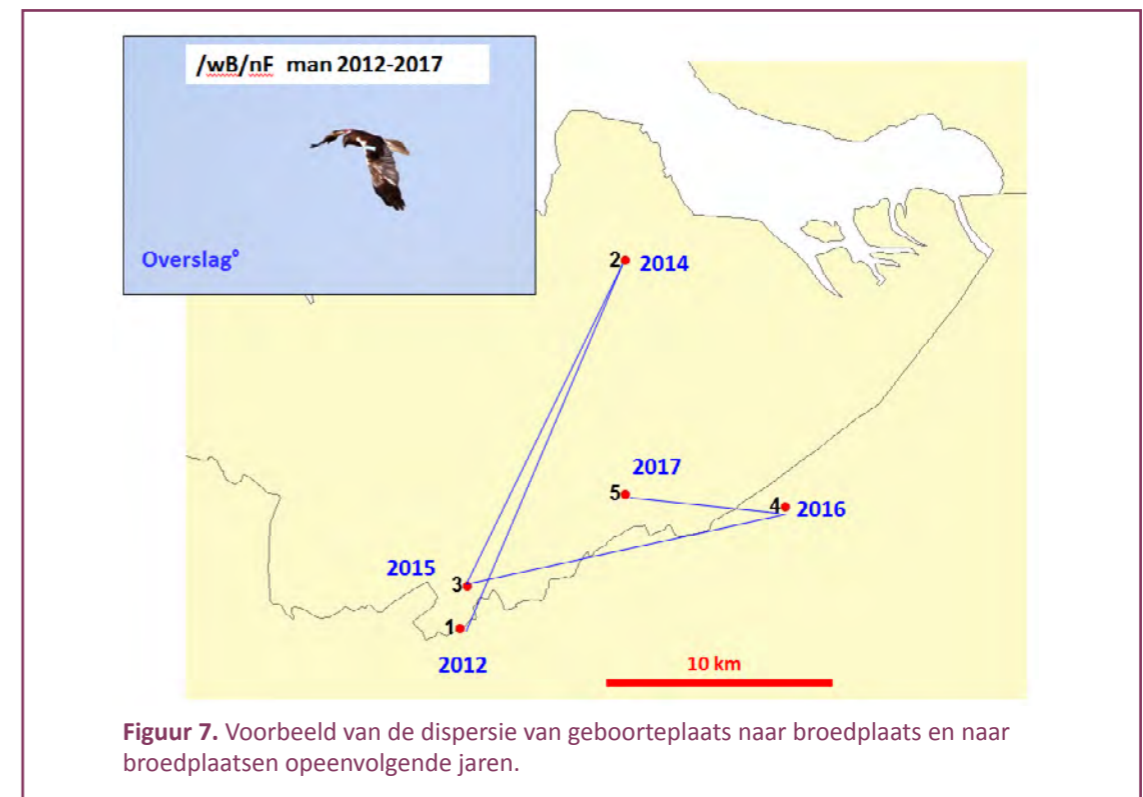 /wB/nF man 2012-2017
Overslag°
2 2014
2017
5
4 2016
2015
3
1
2012
10 km
Figuur 7. Voorbeeld van de dispersie van geboorteplaats naar broedplaats en naar
broedplaatsen opeenvolgende jaren.